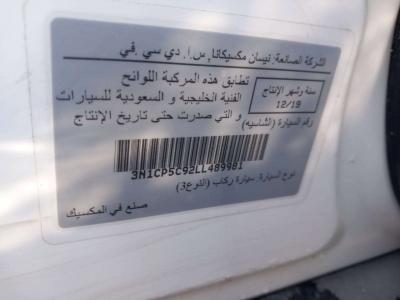 الشركة الصانعة: نيسان مكسيكانا, س.أ. دي سي. في
تطابق هذه المركبة اللوائح
الفنية الخليجية و السعودية للسيارات
و التي صدرت حتى تاريخ الإنتاج
سنة وشهر الإنتاج
12/19
رقم السيارة (الشاسيه):
3N1CP5C92LL489981
نوع السيارة: سيارة ركاب (النوع3)
صنع في المكسيك